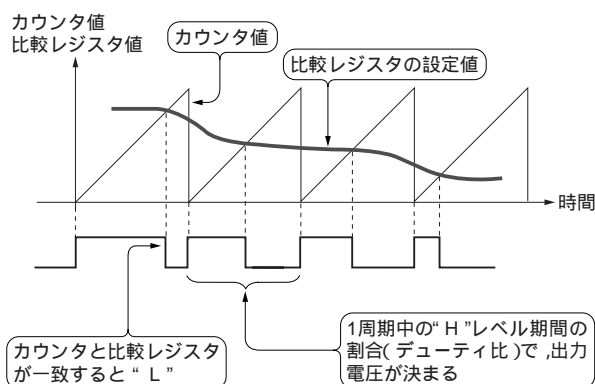 カウンタ値
比較レジスタ値
カウンタ値
比較レジスタの設定値
時間
カウンタと比較レジスタ
が一致すると“L”
1周期中の“H”レベル期間の
割合(デューティ比)で,出力
電圧が決まる